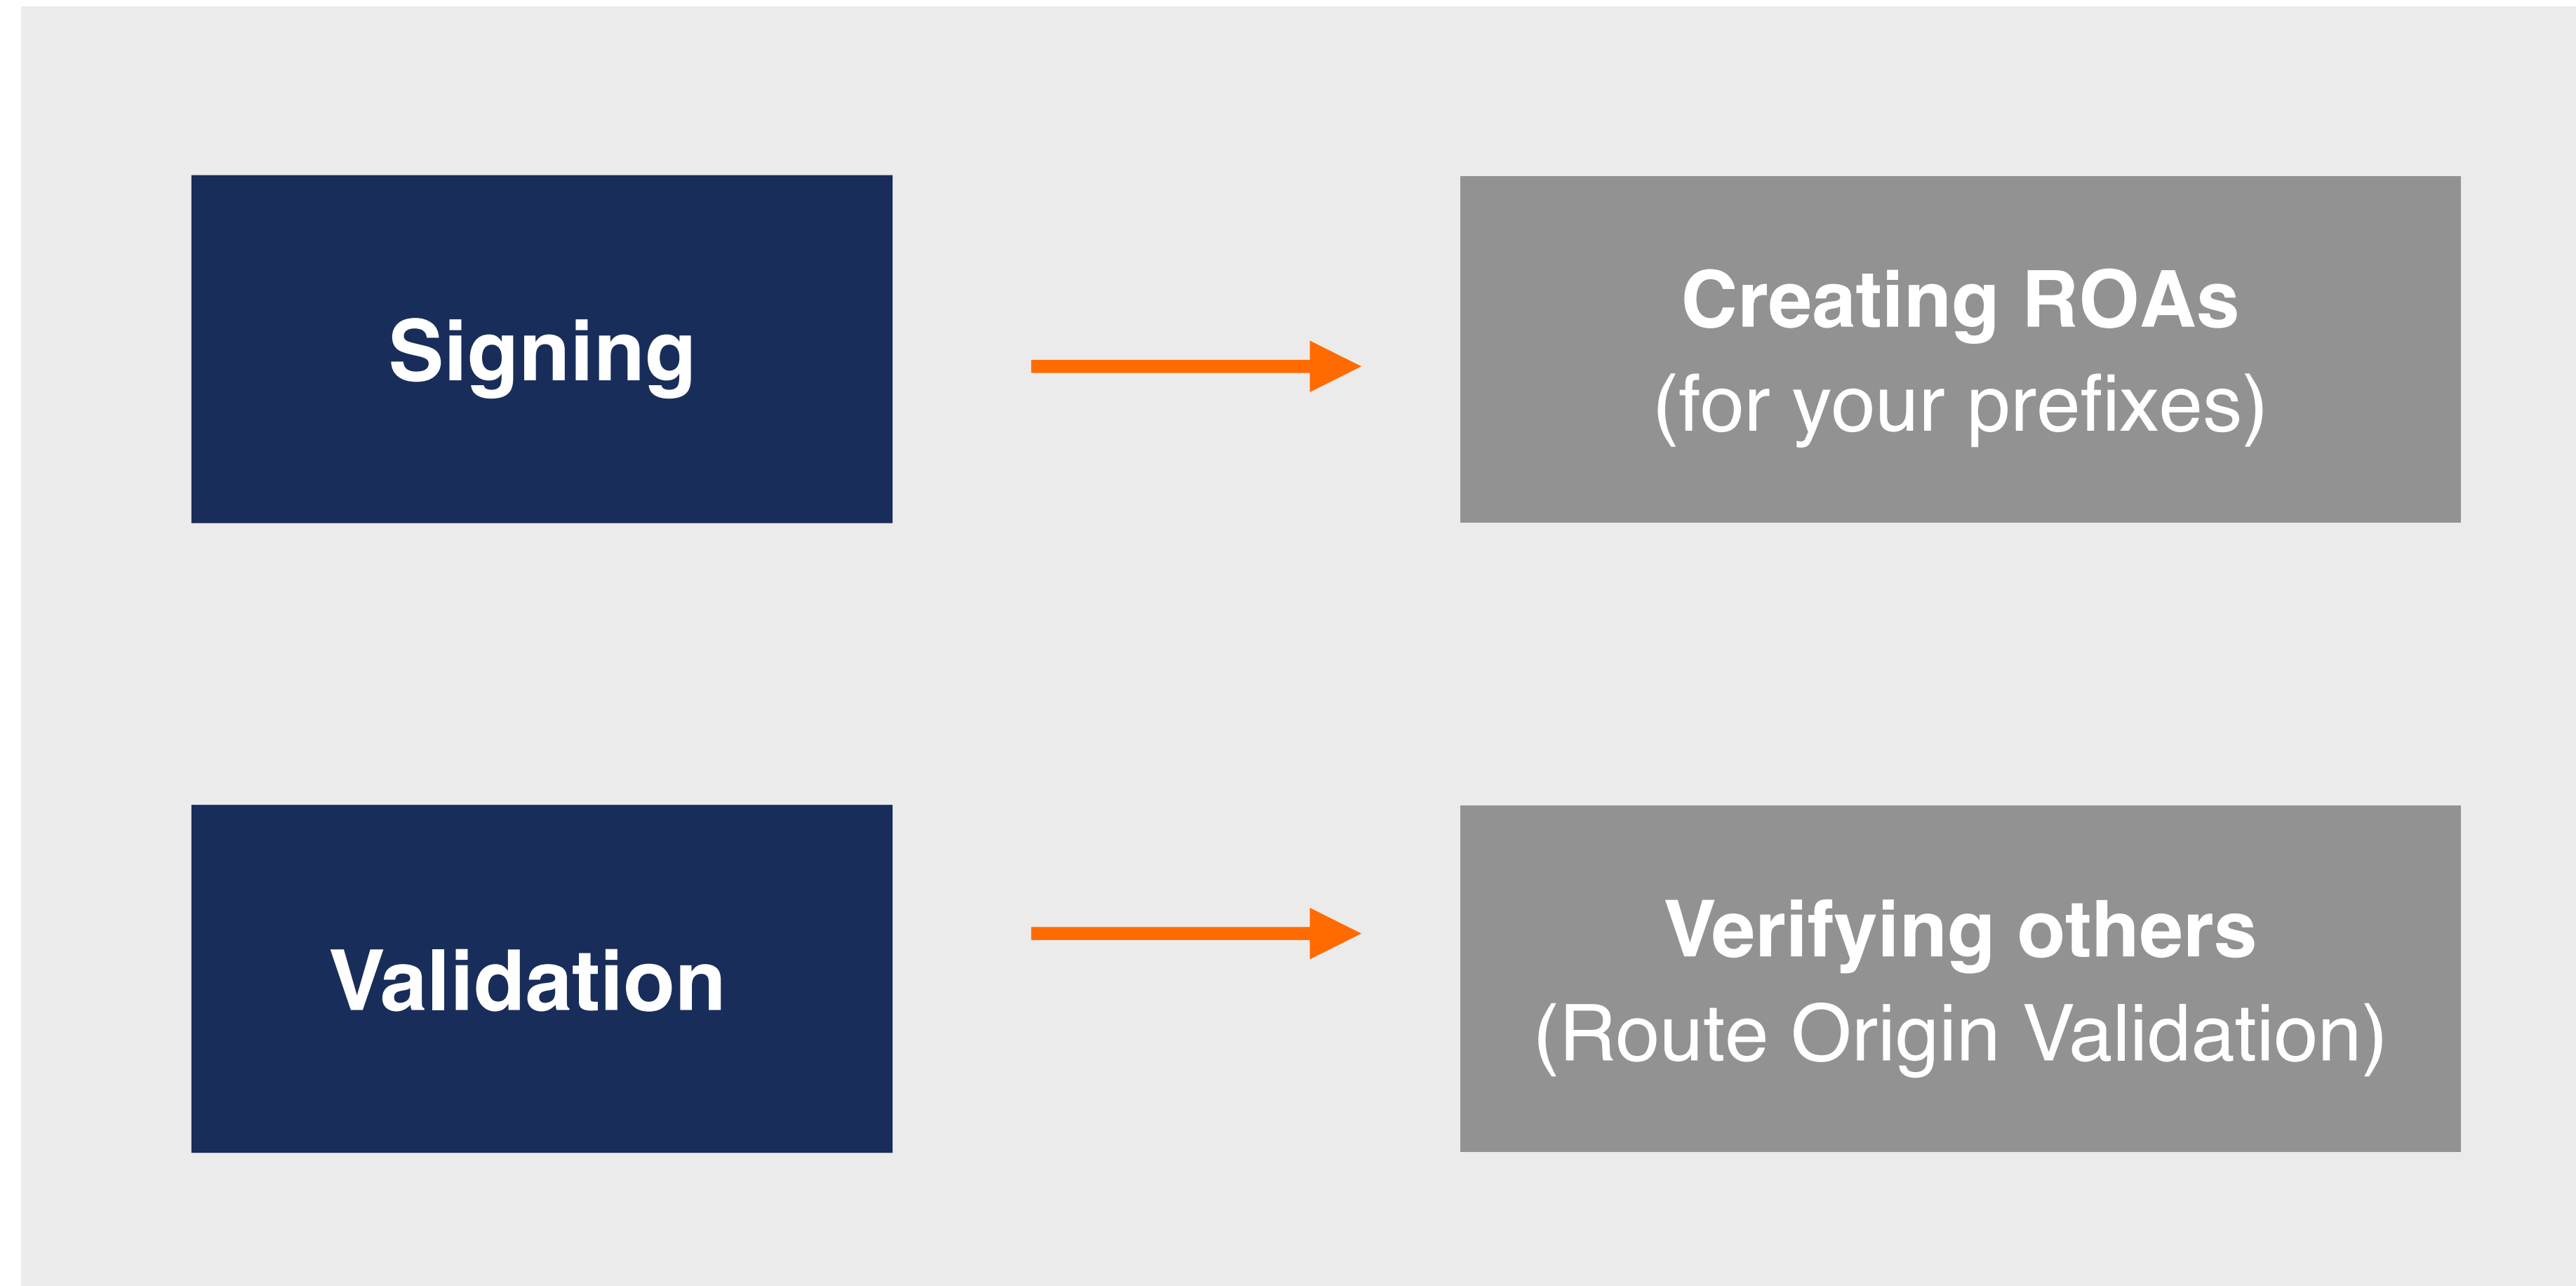 Signing
Creating ROAs
(for your prefixes)
Validation
Verifying others
(Route Origin Validation)